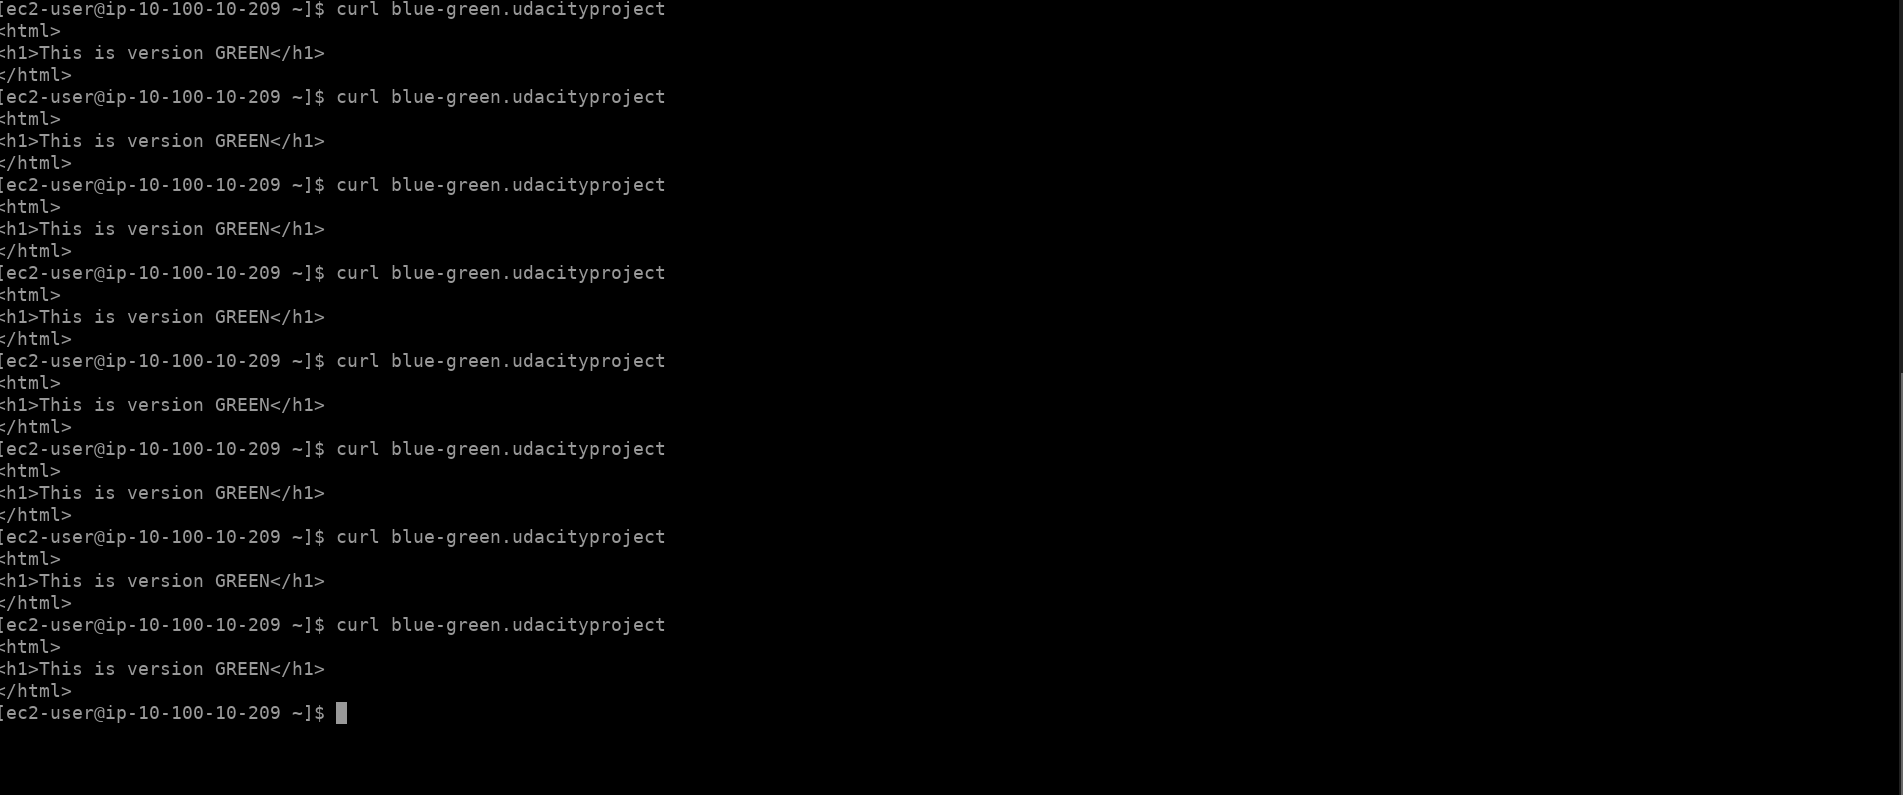 [ec2-user@ip-10-100-10-209 ~]$ curl blue-green.udacityproject
<html>
<h1>This is version GREEN</h1>
</html>
[ec2-user@ip-10-100-10-209 ~]$ curl blue-green.udacityproject
<html>
<h1>This is version GREEN</h1>
</html>
[ec2-user@ip-10-100-10-209 ~]$ curl blue-green.udacityproject
<html>
<h1>This is version GREEN</h1>
</html>
[ec2-user@ip-10-100-10-209 ~]$ curl blue-green.udacityproject
<html>
<h1>This is version GREEN</h1>
</html>
[ec2-user@ip-10-100-10-209 ~]$ curl blue-green.udacityproject
<html>
<h1>This is version GREEN</h1>
</html>
[ec2-user@ip-10-100-10-209 ~]$ curl blue-green.udacityproject
<html>
<h1>This is version GREEN</h1>
</html>
[ec2-user@ip-10-100-10-209 ~]$ curl blue-green.udacityproject
<html>
<h1>This is version GREEN</h1>
</html>
[ec2-user@ip-10-100-10-209 ~]$ curl blue-green.udacityproject
<html>
<h1>This is version GREEN</h1>
</html>
[ec2-user@ip-10-100-10-209 ~]$